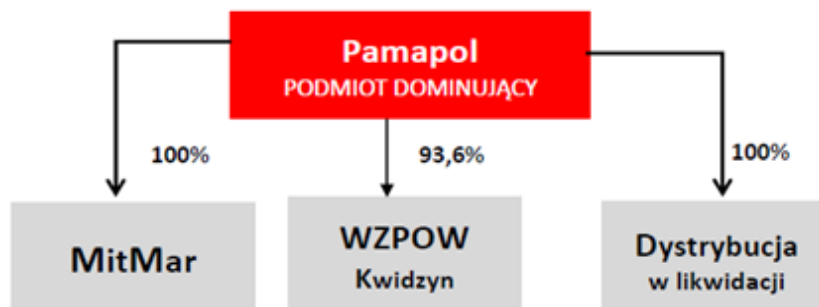 Pamapol
PODMIOT DOMINUJĄCY
100%
93,6%
100%
MitMar
WZPOW
Kwidzyn
Dystrybucja
w likwidacji